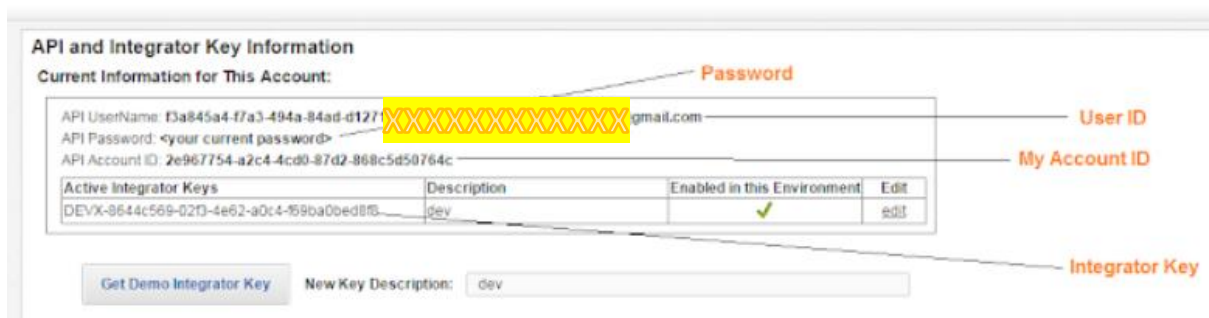 API and Integrator Key Information
Current Information for This Account:
Password
API UserName: f3a845a4-f7a3-494a-84ad-d1271 XXXXXXXXXXXX gmail.com
User ID
API Password: <your current password>
API Account ID: 2e967754-a2c4-4cd0-87d2-868c5d50764c
My Account ID
Active Integrator Keys Description Enabled in this Environment Edit
DEVX-8644c569-02f3-4e62-a0c4-f59ba0bed8f8 dev ✓ edit
Integrator Key
Get Demo Integrator Key New Key Description: dev